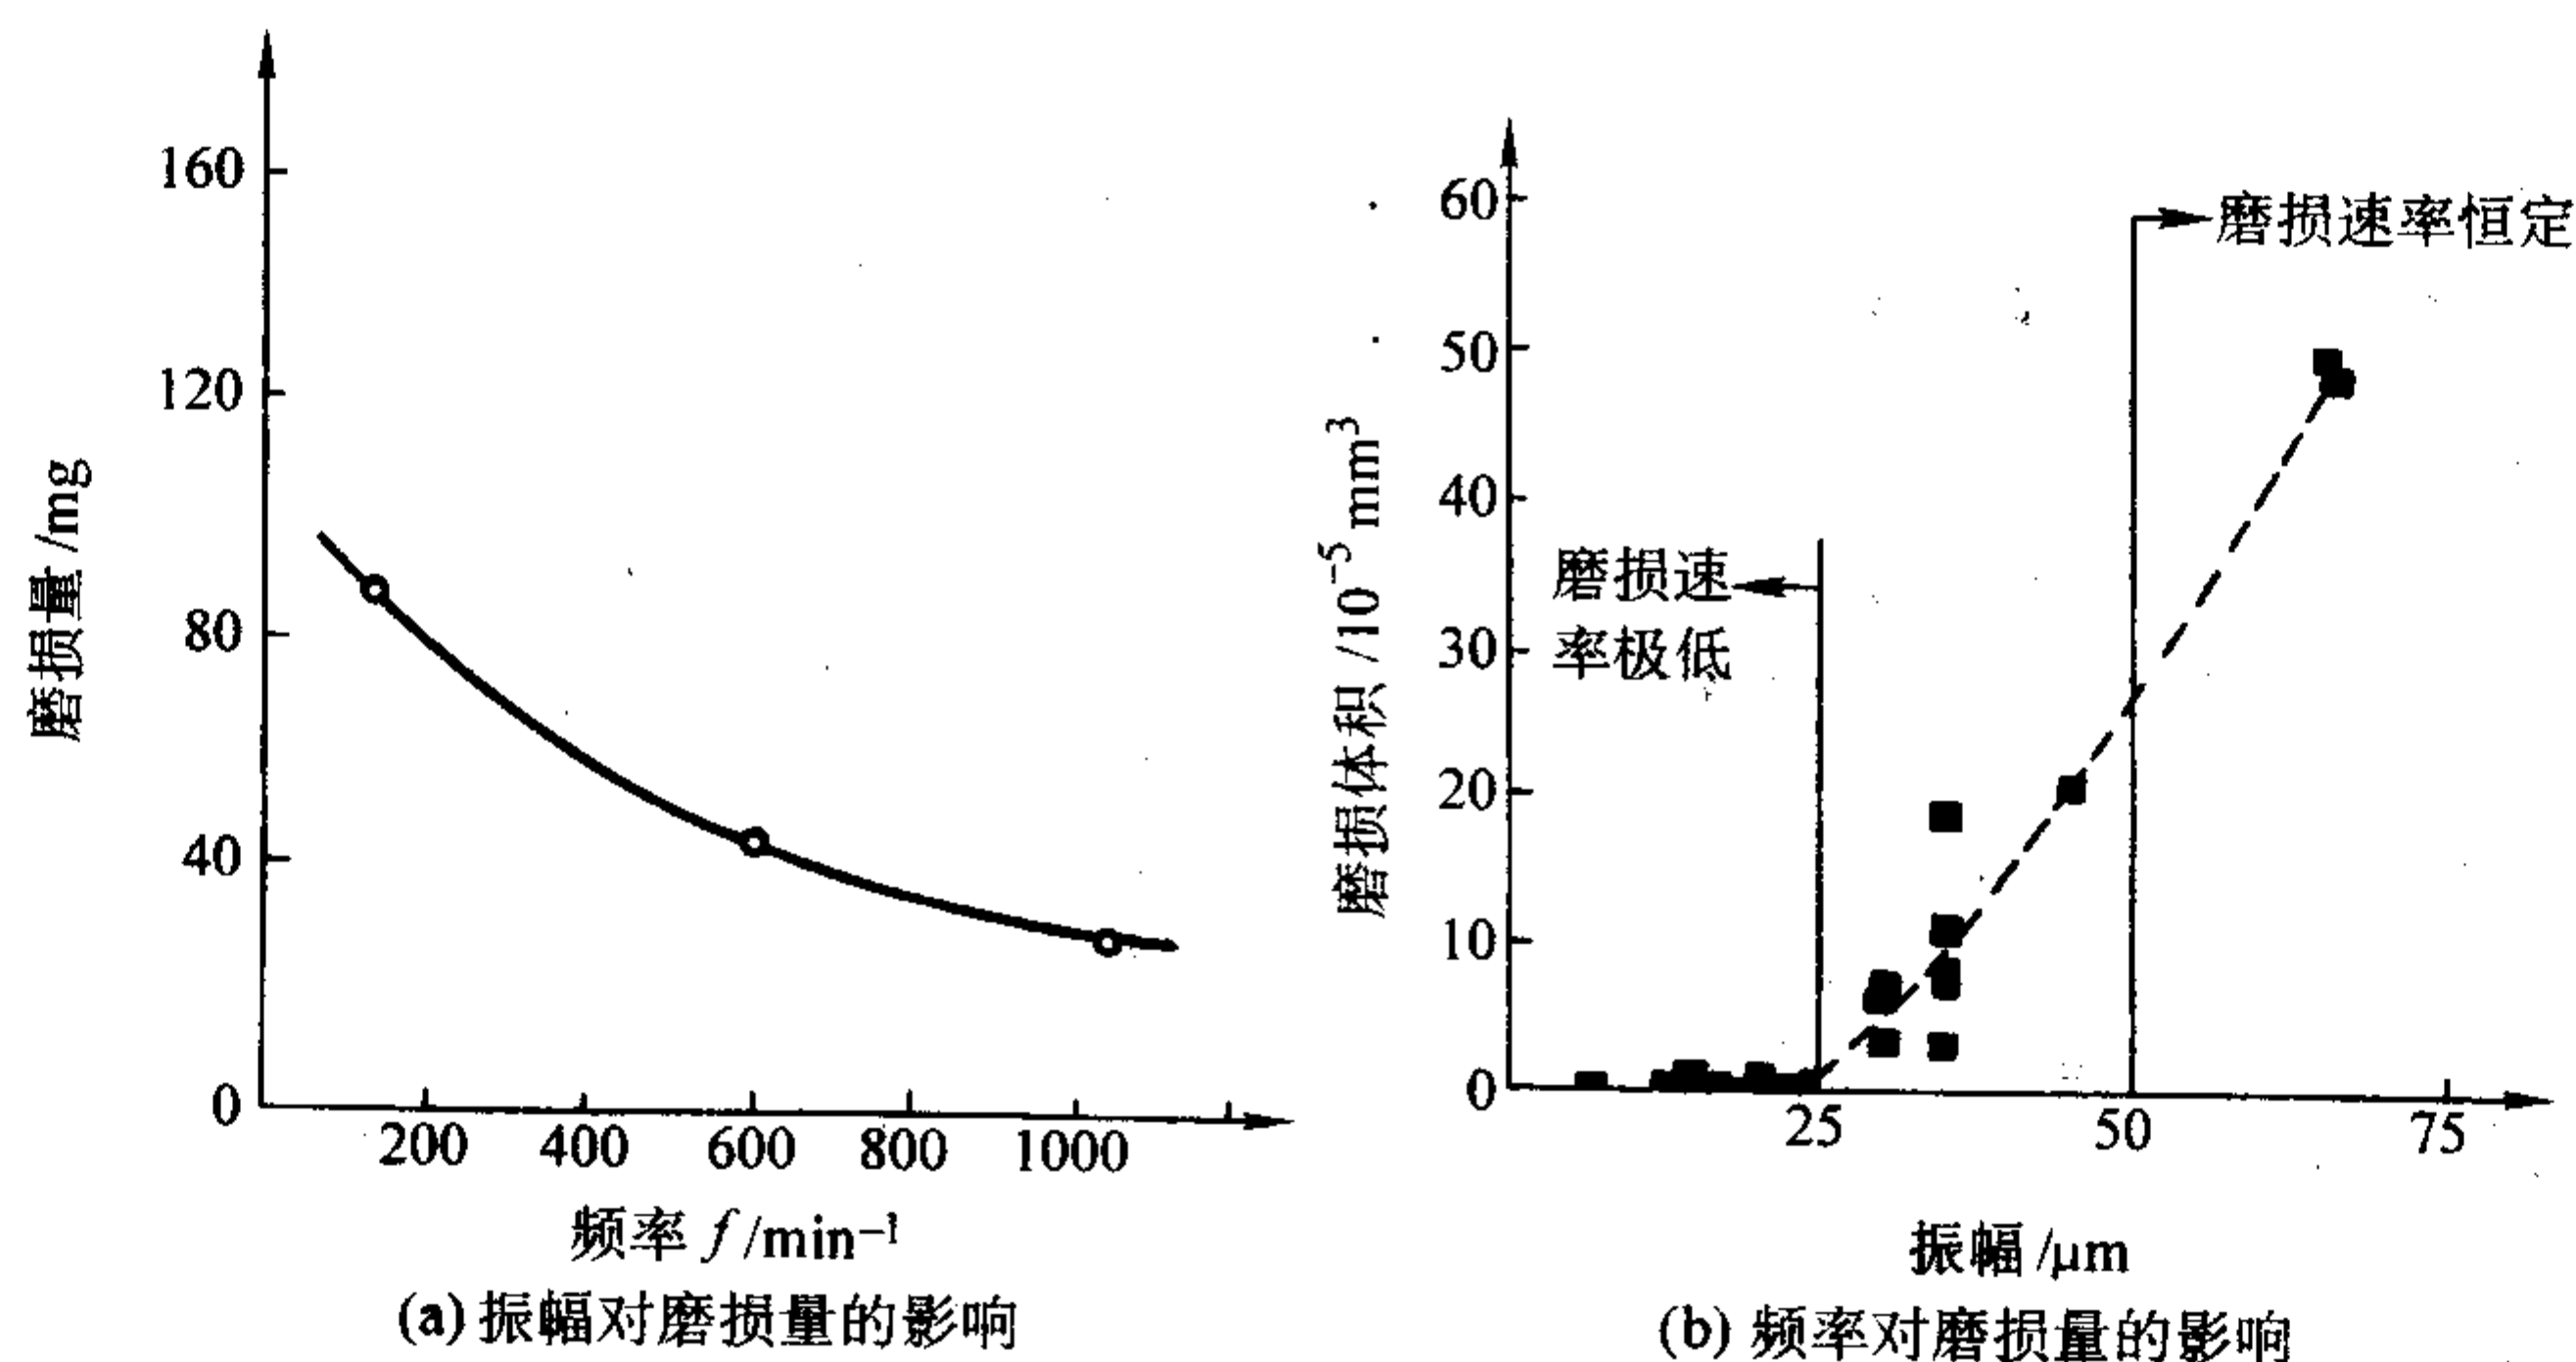 磨损量/mg
160
120
80
40
0
200 400 600 800 1000
频率 f/min⁻¹
(a) 振幅对磨损量的影响
磨损体积/10⁻⁵mm³
60
50
40
30
20
10
0
磨损速
率极低
磨损速率恒定
25 50 75
振幅/μm
(b) 频率对磨损量的影响